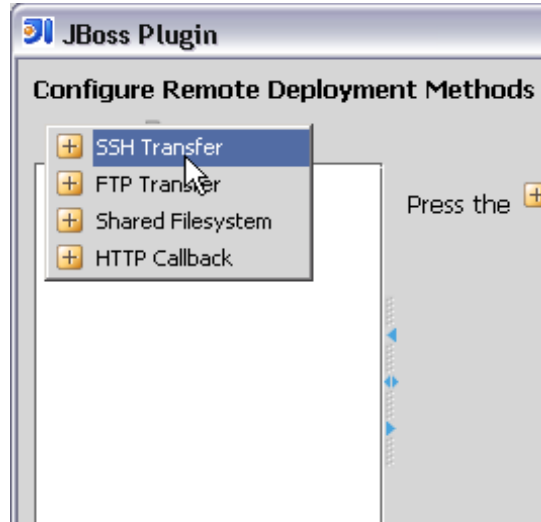 JBoss Plugin
Configure Remote Deployment Methods
SSH Transfer
FTP Transfer
Shared Filesystem
Press the
HTTP Callback